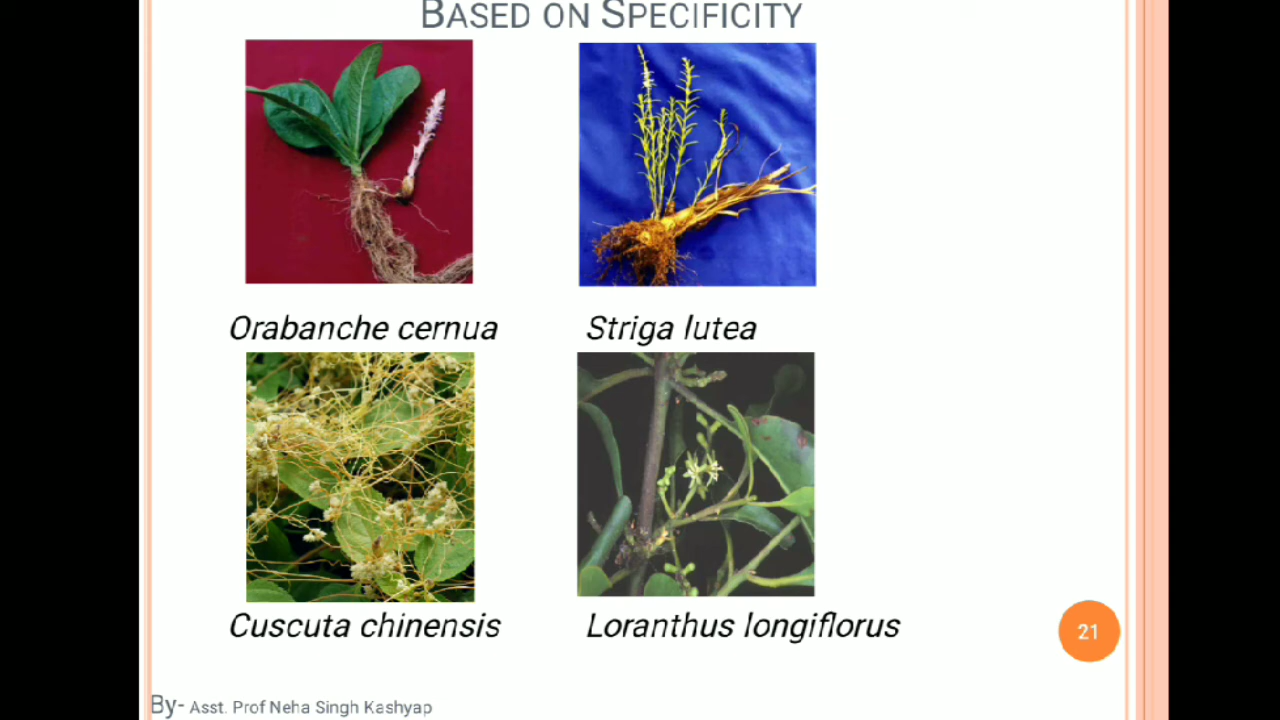 BASED ON SPECIFICITY
Orabanche cernua
Striga lutea
Cuscuta chinensis
Loranthus longiflorus
21
By- Asst. Prof Neha Singh Kashyap